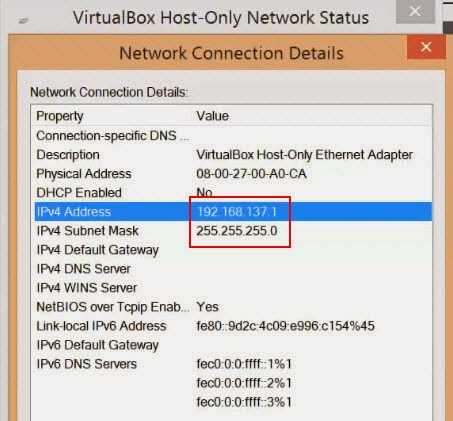 VirtualBox Host-Only Network Status
Network Connection Details
Network Connection Details:
Property Value
Connection-specific DNS ...
Description VirtualBox Host-Only Ethernet Adapter
Physical Address 08-00-27-00-A0-CA
DHCP Enabled No
IPv4 Address 192.168.137.1
IPv4 Subnet Mask 255.255.255.0
IPv4 Default Gateway
IPv4 DNS Server
IPv4 WINS Server
NetBIOS over Tcpip Enab... Yes
Link-local IPv6 Address fe80::9d2c:4c09:e996:c154%45
IPv6 Default Gateway
IPv6 DNS Servers fec0:0:0:ffff::1%1
fec0:0:0:ffff::2%1
fec0:0:0:ffff::3%1